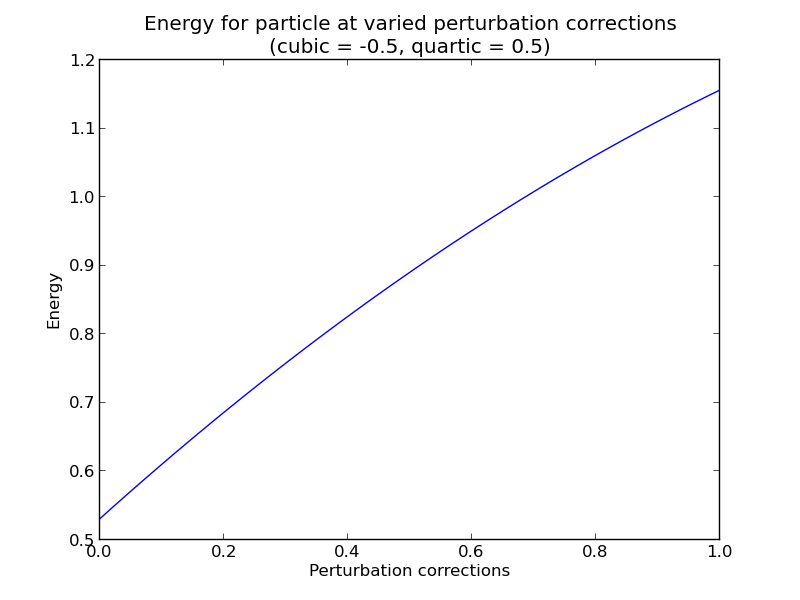 Energy for particle at varied perturbation corrections
(cubic = -0.5, quartic = 0.5)
1.2
1.1
1.0
0.9
0.8
0.7
0.6
0.5
Energy
0.0 0.2 0.4 0.6 0.8 1.0
Perturbation corrections